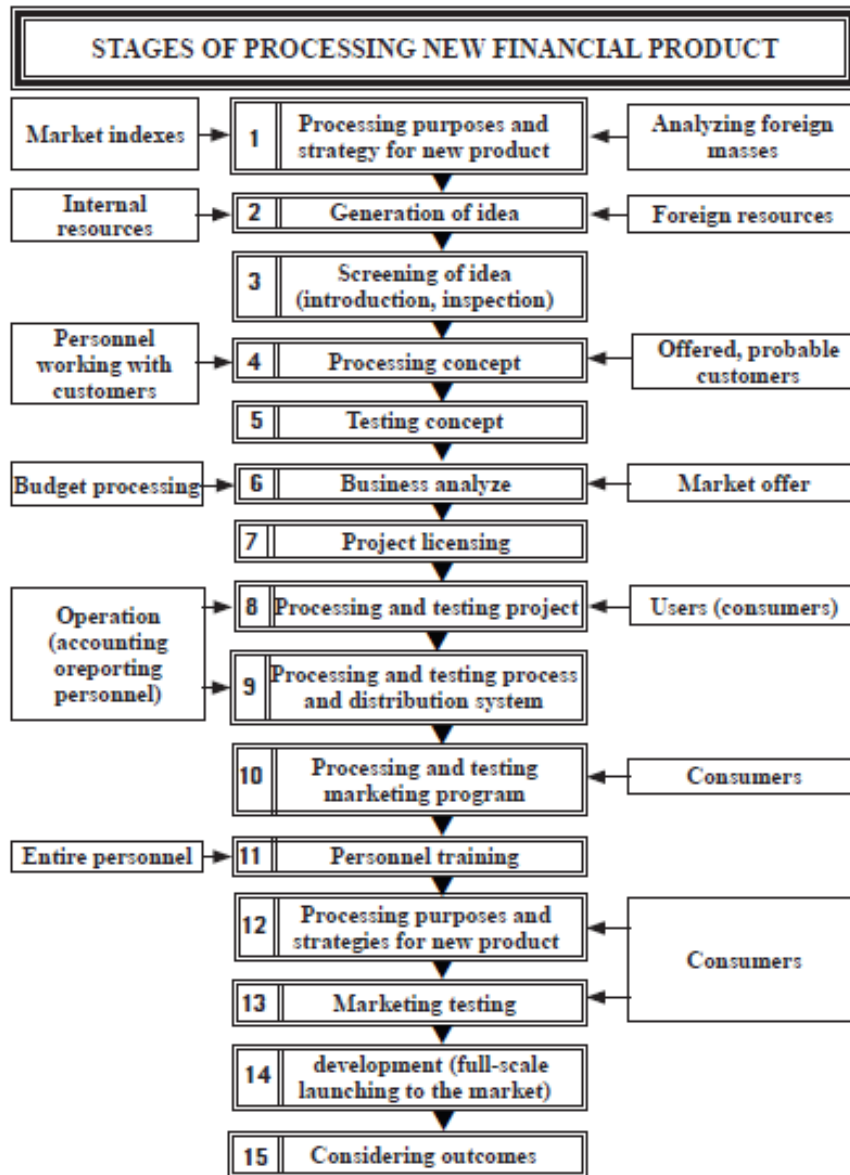 STAGES OF PROCESSING NEW FINANCIAL PRODUCT
Market indexes
1
Processing purposes and
strategy for new product
Analyzing foreign
masses
Internal
resources
2
Generation of idea
Foreign resources
3
Screening of idea
(introduction, inspection)
Personnel
working with
customers
4
Processing concept
Offered, probable
customers
5
Testing concept
Budget processing
6
Business analyze
Market offer
7
Project licensing
Operation
(accounting
oreporting
personnel)
8
Processing and testing project
Users (consumers)
9
Processing and testing process
and distribution system
10
Processing and testing
marketing program
Consumers
Entire personnel
11
Personnel training
12
Processing purposes and
strategies for new product
Consumers
13
Marketing testing
14
development (full-scale
launching to the market)
15
Considering outcomes